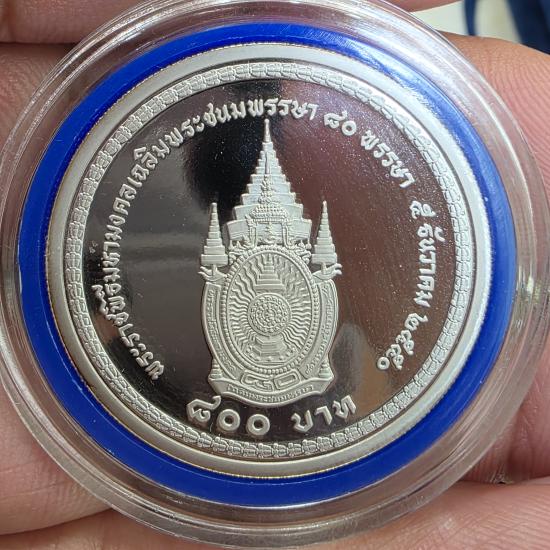 พระราชพิธีมหามงคลเฉลิมพระชนมพรรษา ๘๐ พรรษา ๕ ธันวาคม ๒๕๕๐
๘๐๐ บาท